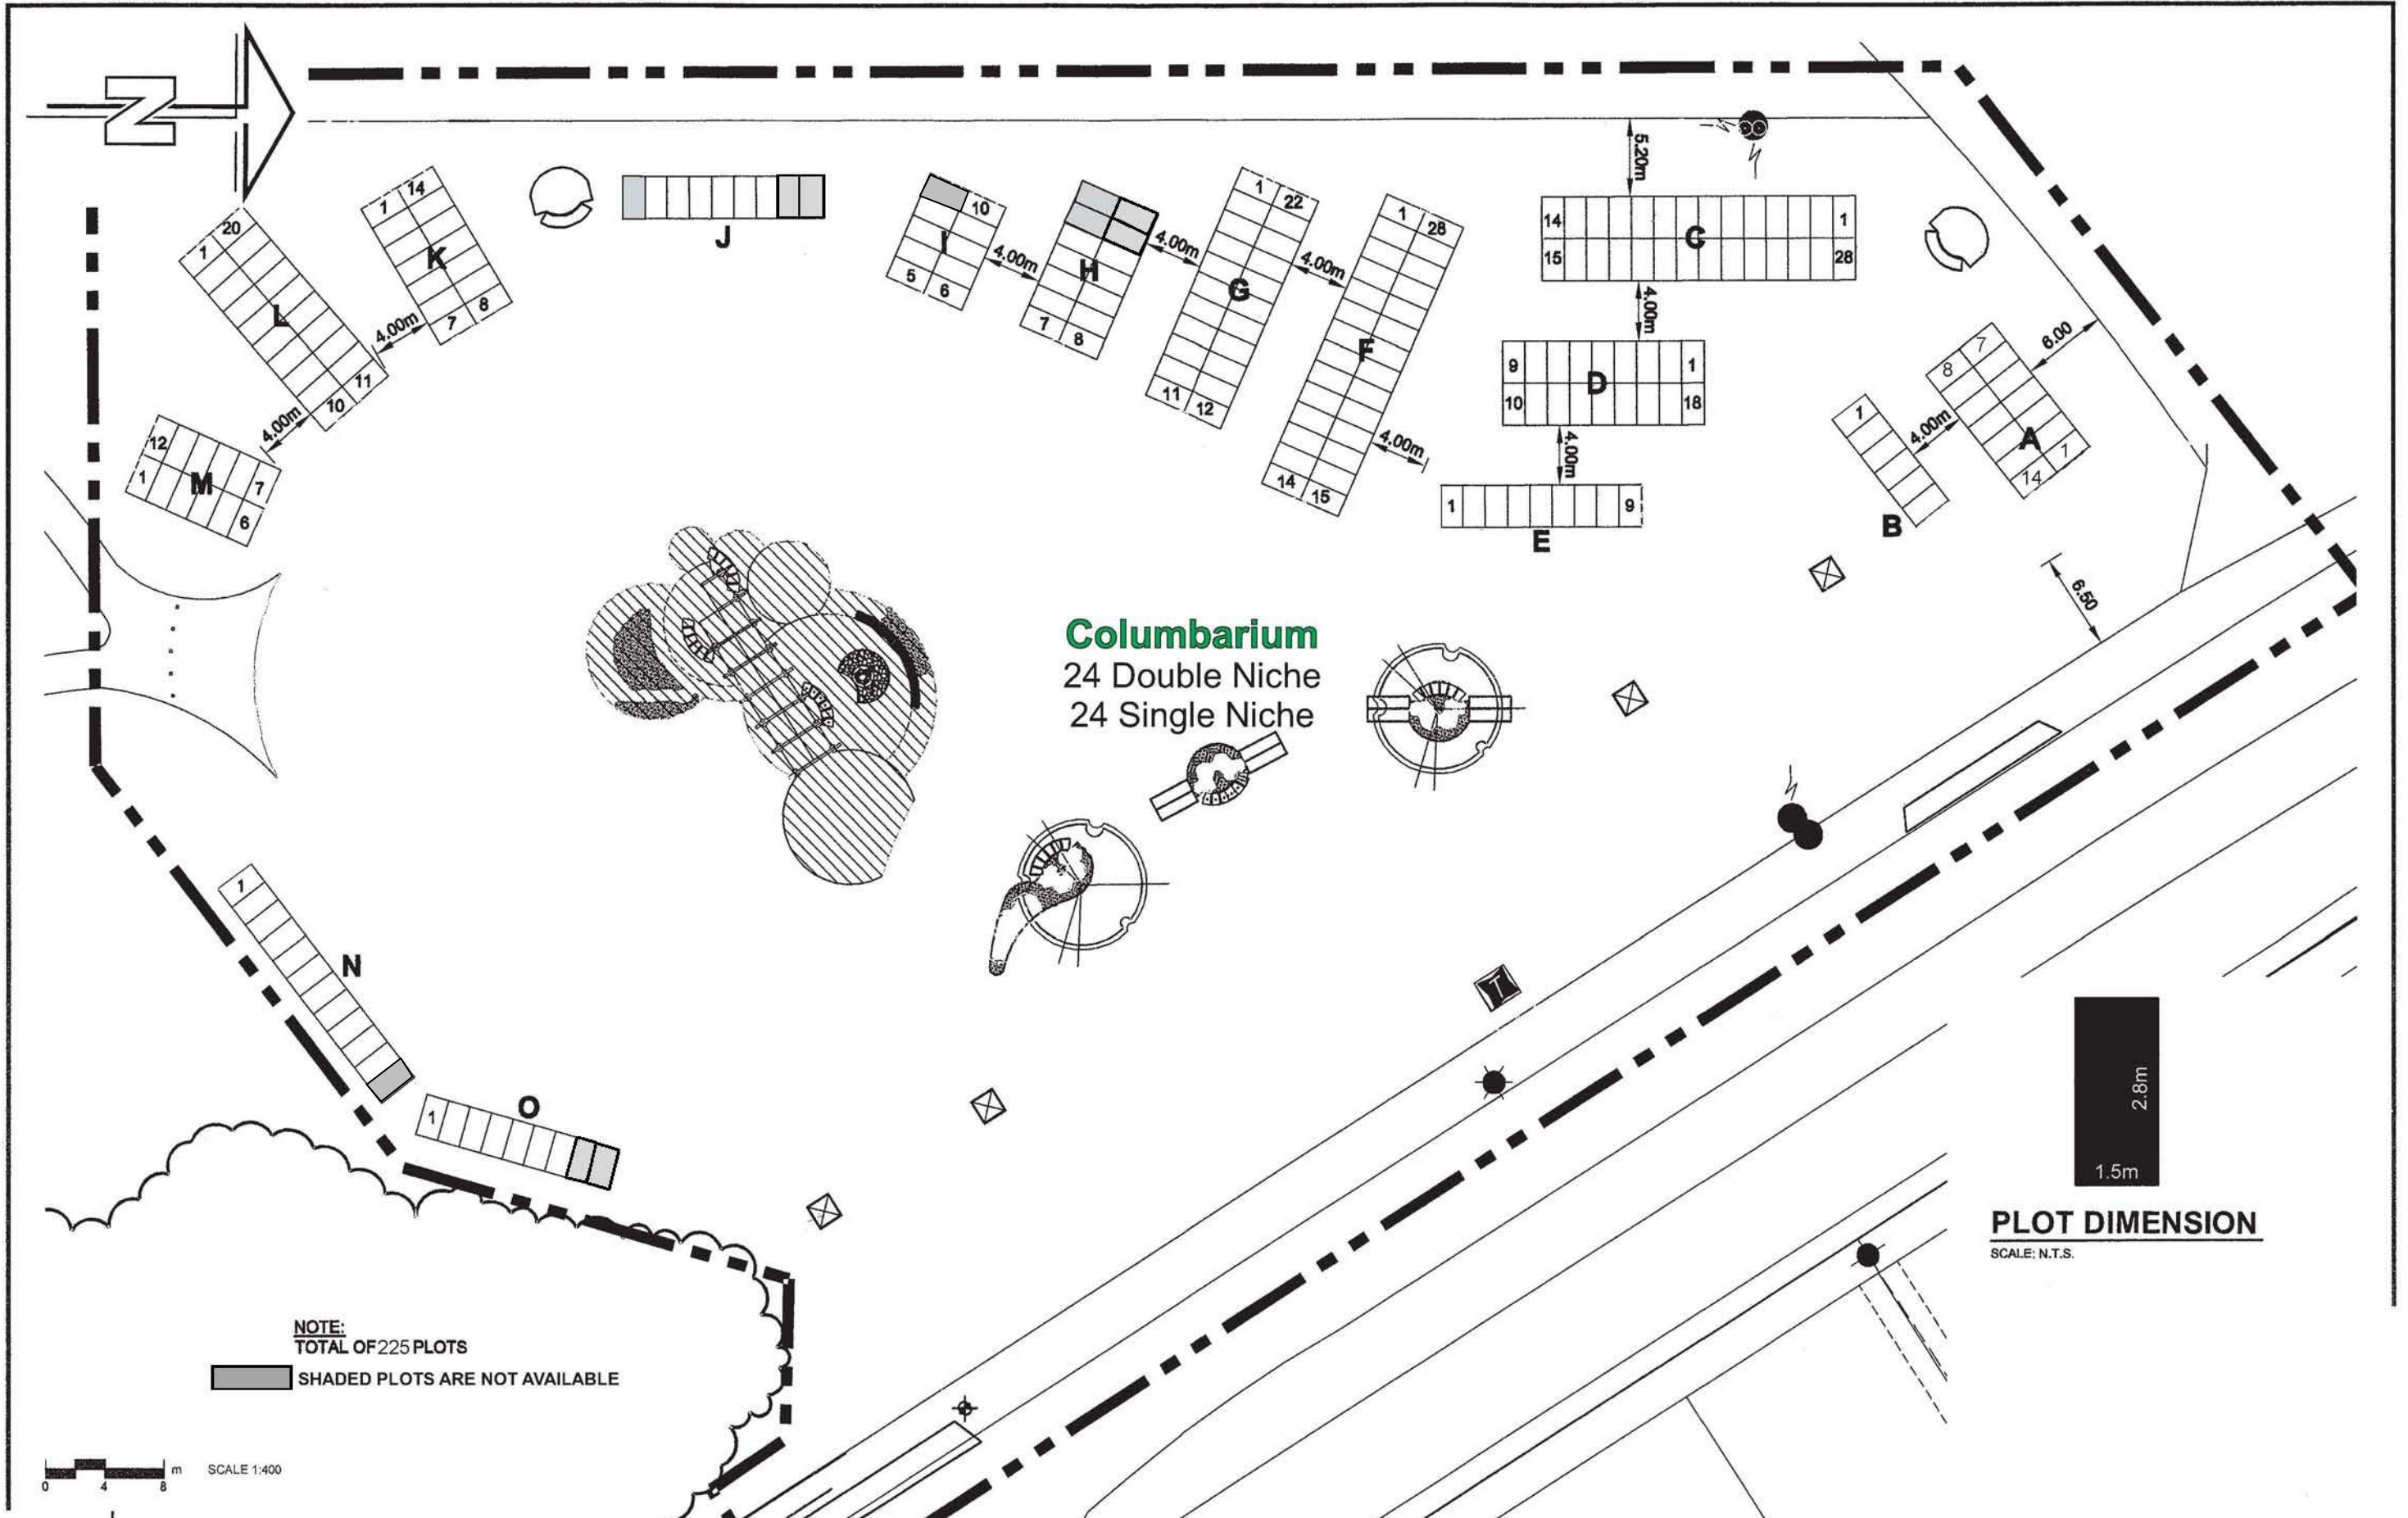 N
5.20m
1
14
K
7
8
1
20
L
10
11
4.00m
12
1
M
7
6
4.00m
J
10
I
5
6
4.00m
H
7
8
4.00m
1
22
G
11
12
4.00m
1
28
F
14
15
4.00m
14
1
C
15
28
4.00m
9
1
D
10
18
4.00m
1
9
E
1
B
4.00m
7
8
A
1
14
6.00
6.50
Columbarium
24 Double Niche
24 Single Niche
T
1
N
1
O
2.8m
1.5m
PLOT DIMENSION
SCALE: N.T.S.
NOTE:
TOTAL OF 225 PLOTS
SHADED PLOTS ARE NOT AVAILABLE
0 4 8 m
SCALE 1:400